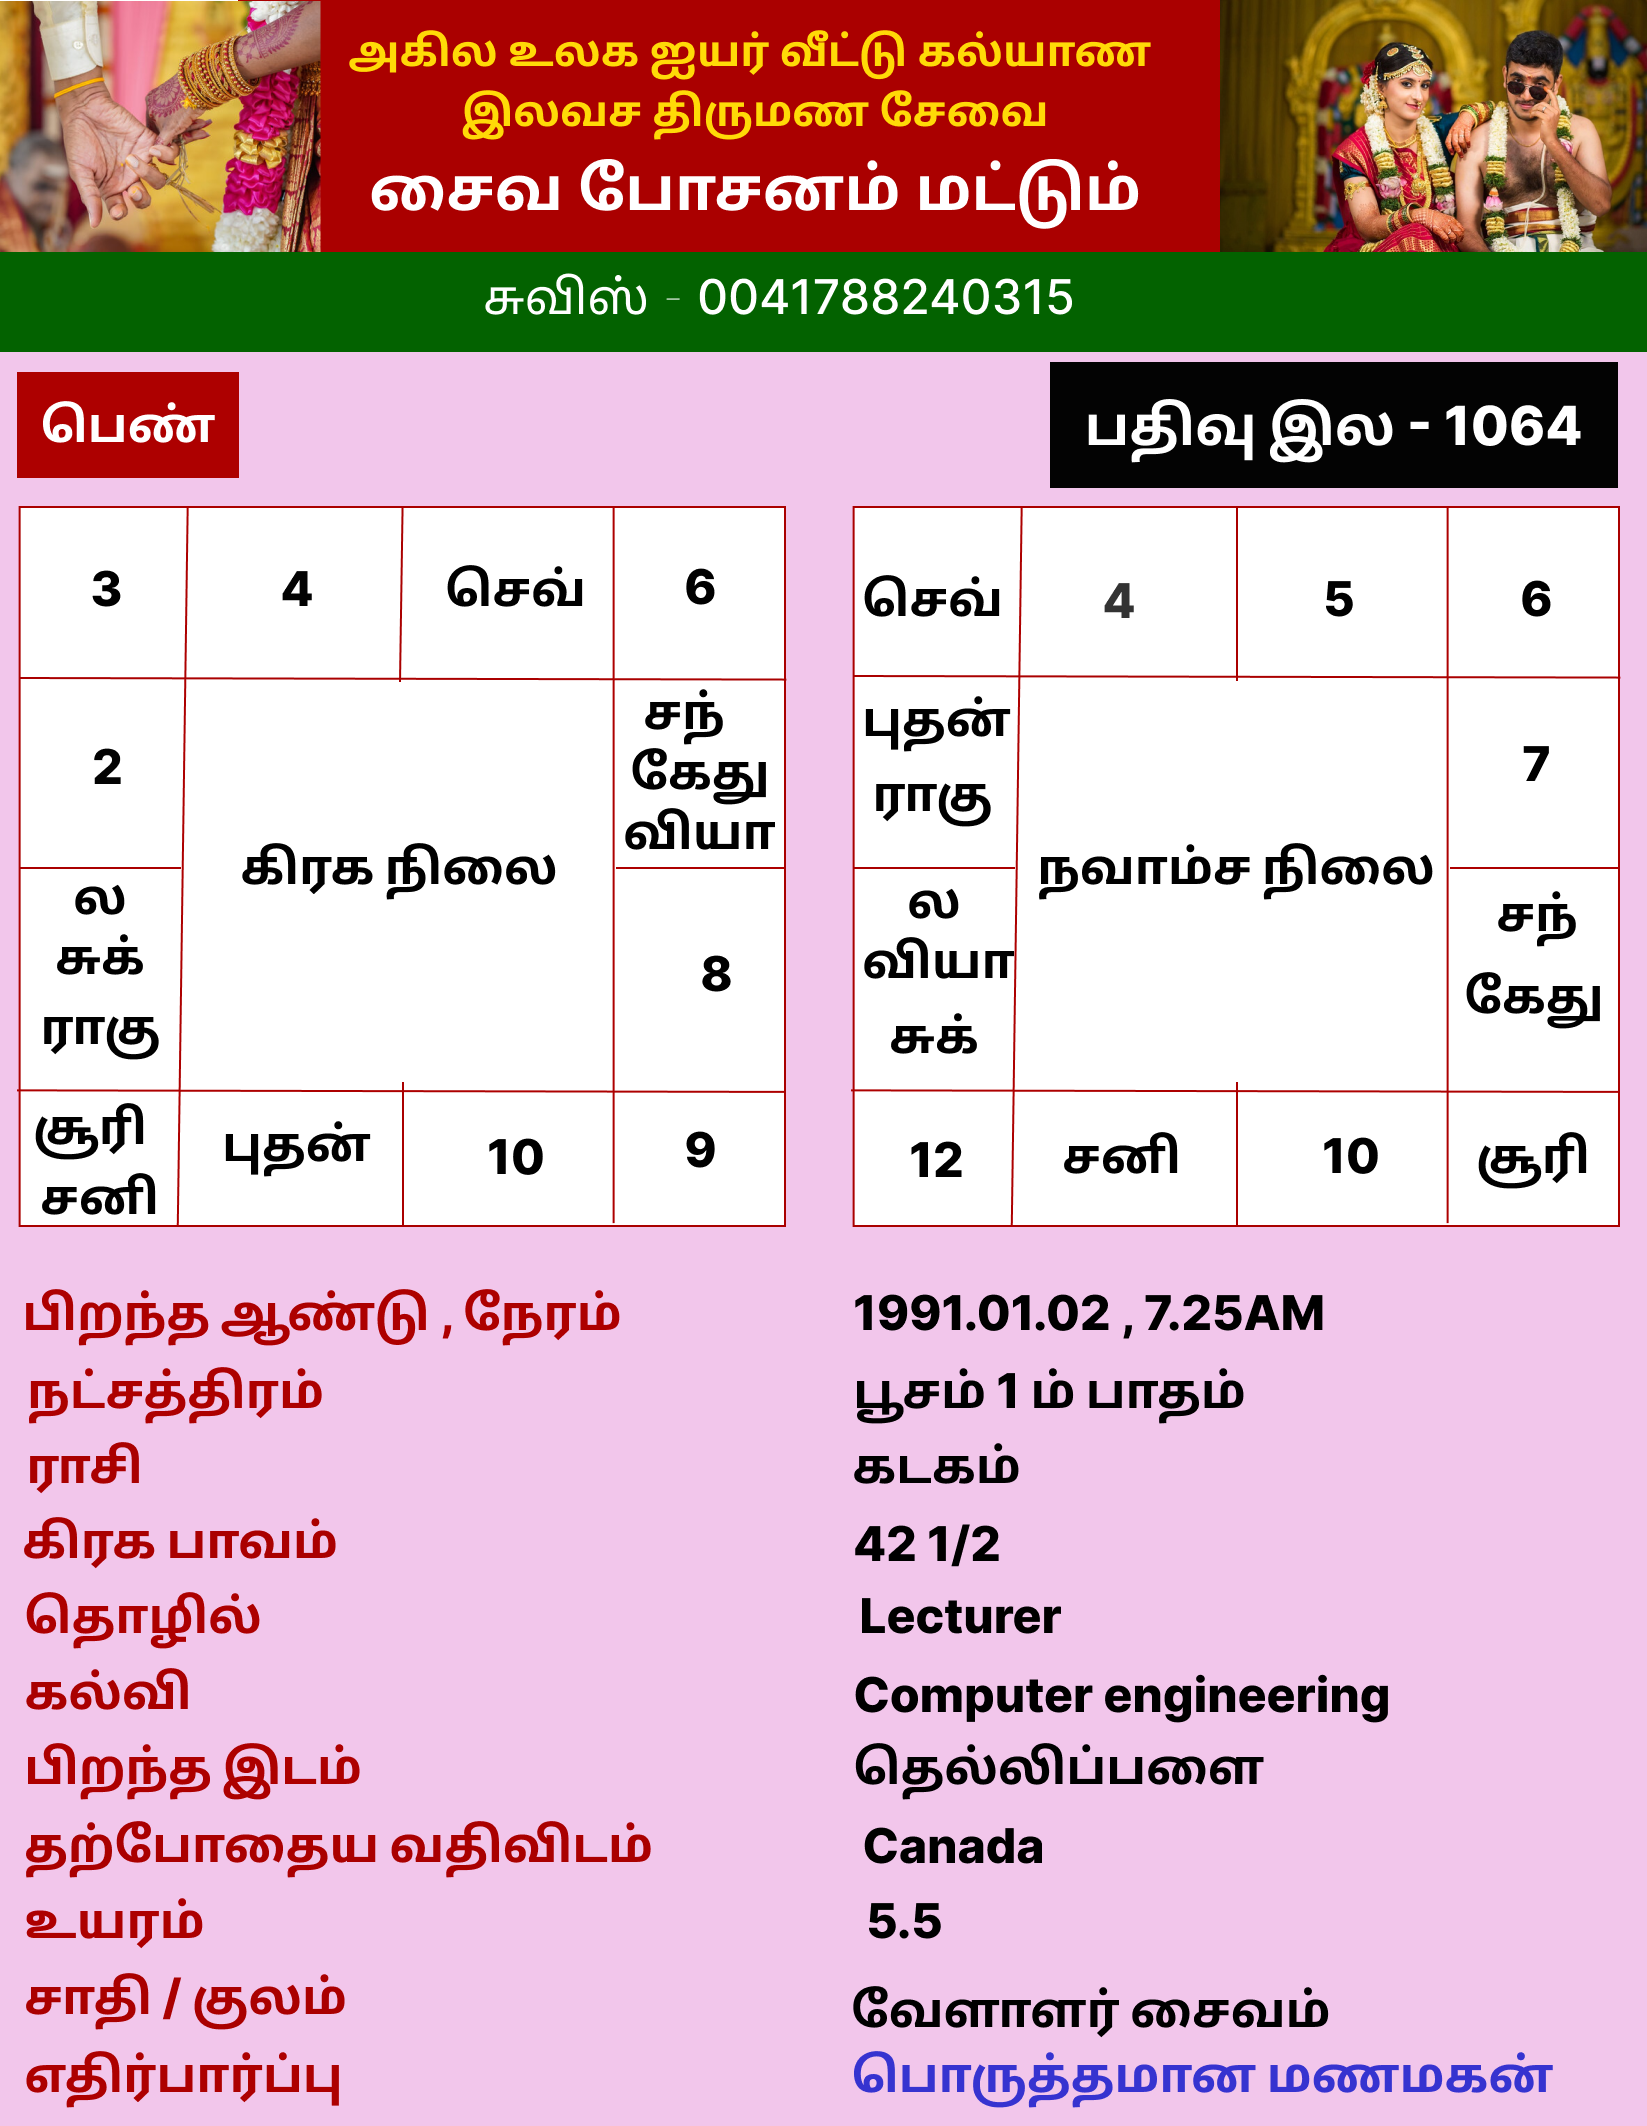 அகில உலக ஐயர் வீட்டு கல்யாண
இலவச திருமண சேவை
சைவ போசனம் மட்டும்
சுவிஸ் - 0041788240315
பெண்
பதிவு இல - 1064
3 4 செவ் 6
2
சந்
கேது
வியா
கிரக நிலை
ல
சுக்
ராகு
8
சூரி
சனி
புதன் 10 9
செவ் 4 5 6
புதன்
ராகு
7
நவாம்ச நிலை
ல
வியா
சுக்
சந்
கேது
12 சனி 10 சூரி
பிறந்த ஆண்டு , நேரம் 1991.01.02 , 7.25AM
நட்சத்திரம் பூசம் 1 ம் பாதம்
ராசி கடகம்
கிரக பாவம் 42 1/2
தொழில் Lecturer
கல்வி Computer engineering
பிறந்த இடம் தெல்லிப்பளை
தற்போதைய வதிவிடம் Canada
உயரம் 5.5
சாதி / குலம் வேளாளர் சைவம்
எதிர்பார்ப்பு பொருத்தமான மணமகன்